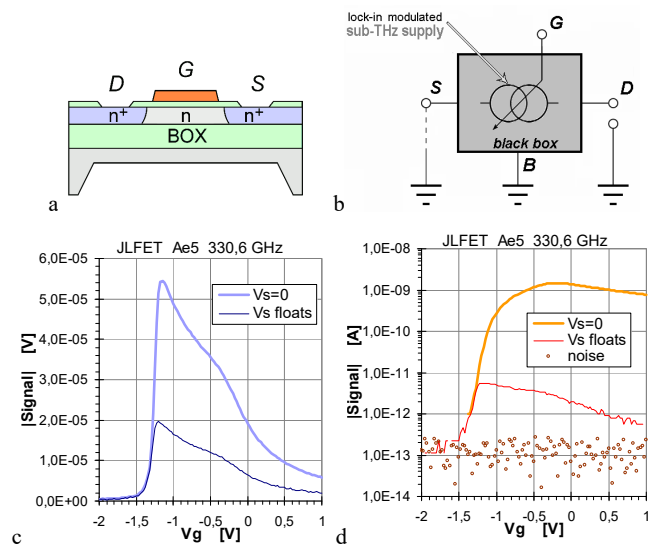 a
D G S
n+ n n+
BOX
b
lock-in modulated
sub-THz supply
G
S
D
black box
B
c
JLFET Ae5 330,6 GHz
|Signal| [V]
6,0E-05
5,0E-05
4,0E-05
3,0E-05
2,0E-05
1,0E-05
0,0E+00
Vs=0
Vs floats
-2 -1,5 -1 -0,5 0 0,5 1
Vg [V]
d
JLFET Ae5 330,6 GHz
|Signal| [A]
1,0E-08
1,0E-09
1,0E-10
1,0E-11
1,0E-12
1,0E-13
1,0E-14
Vs=0
Vs floats
noise
-2 -1,5 -1 -0,5 0 0,5 1
Vg [V]